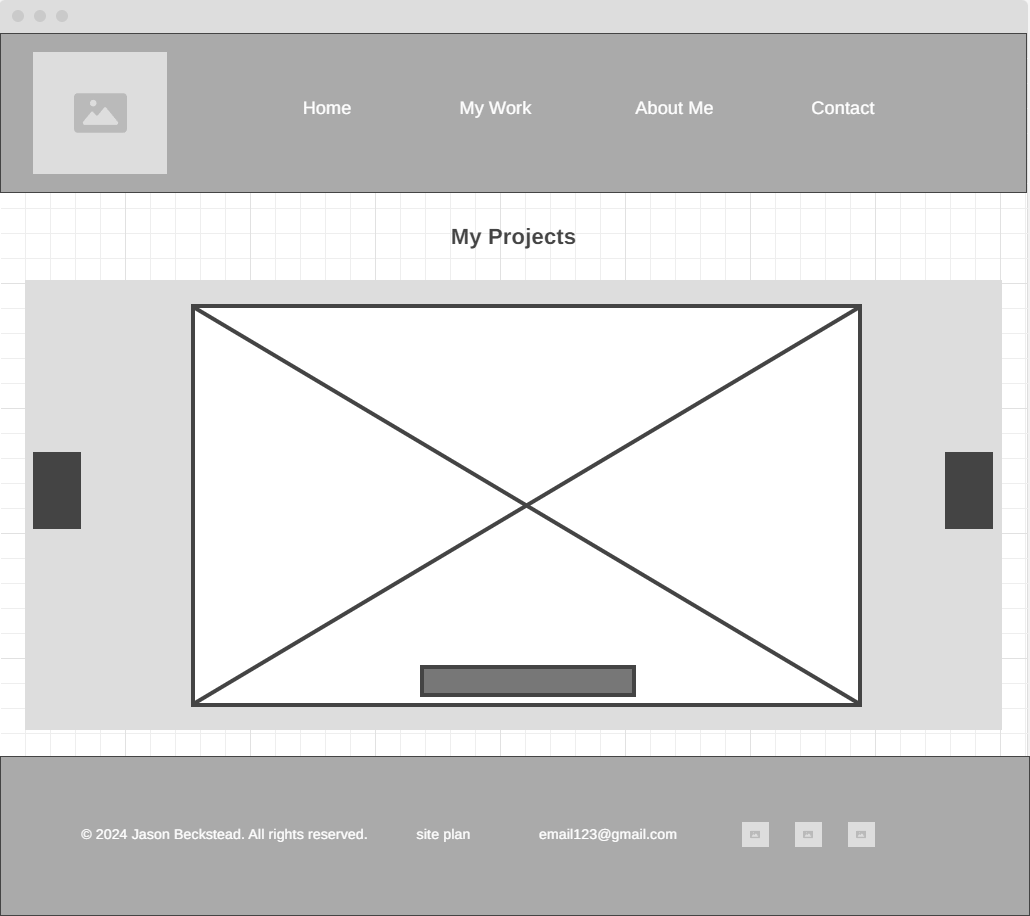 Home My Work About Me Contact
My Projects
© 2024 Jason Beckstead. All rights reserved. site plan email123@gmail.com